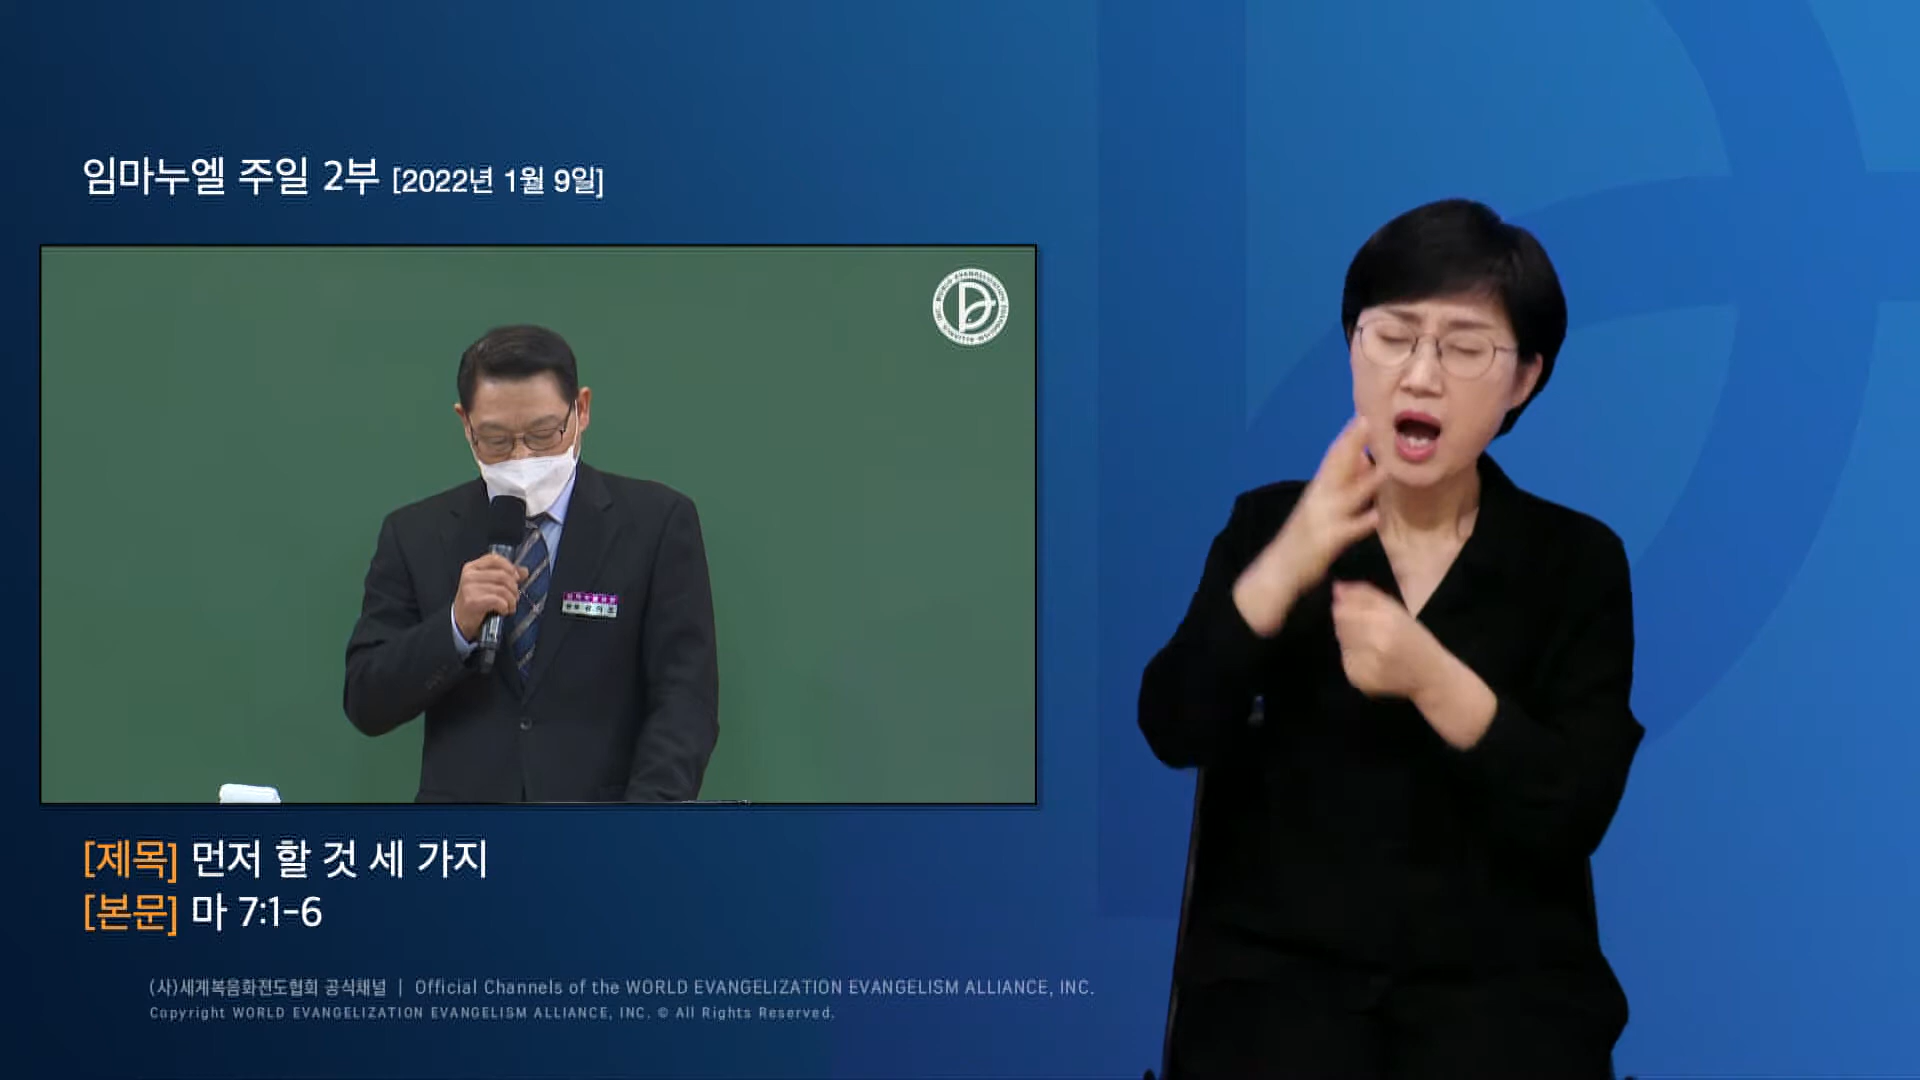 임마누엘 주일 2부 [2022년 1월 9일]
[제목] 먼저 할 것 세 가지
[본문] 마 7:1-6
(사)세계복음화전도협회 공식채널 | Official Channels of the WORLD EVANGELIZATION EVANGELISM ALLIANCE, INC.
Copyright WORLD EVANGELIZATION EVANGELISM ALLIANCE, INC. © All Rights Reserved.